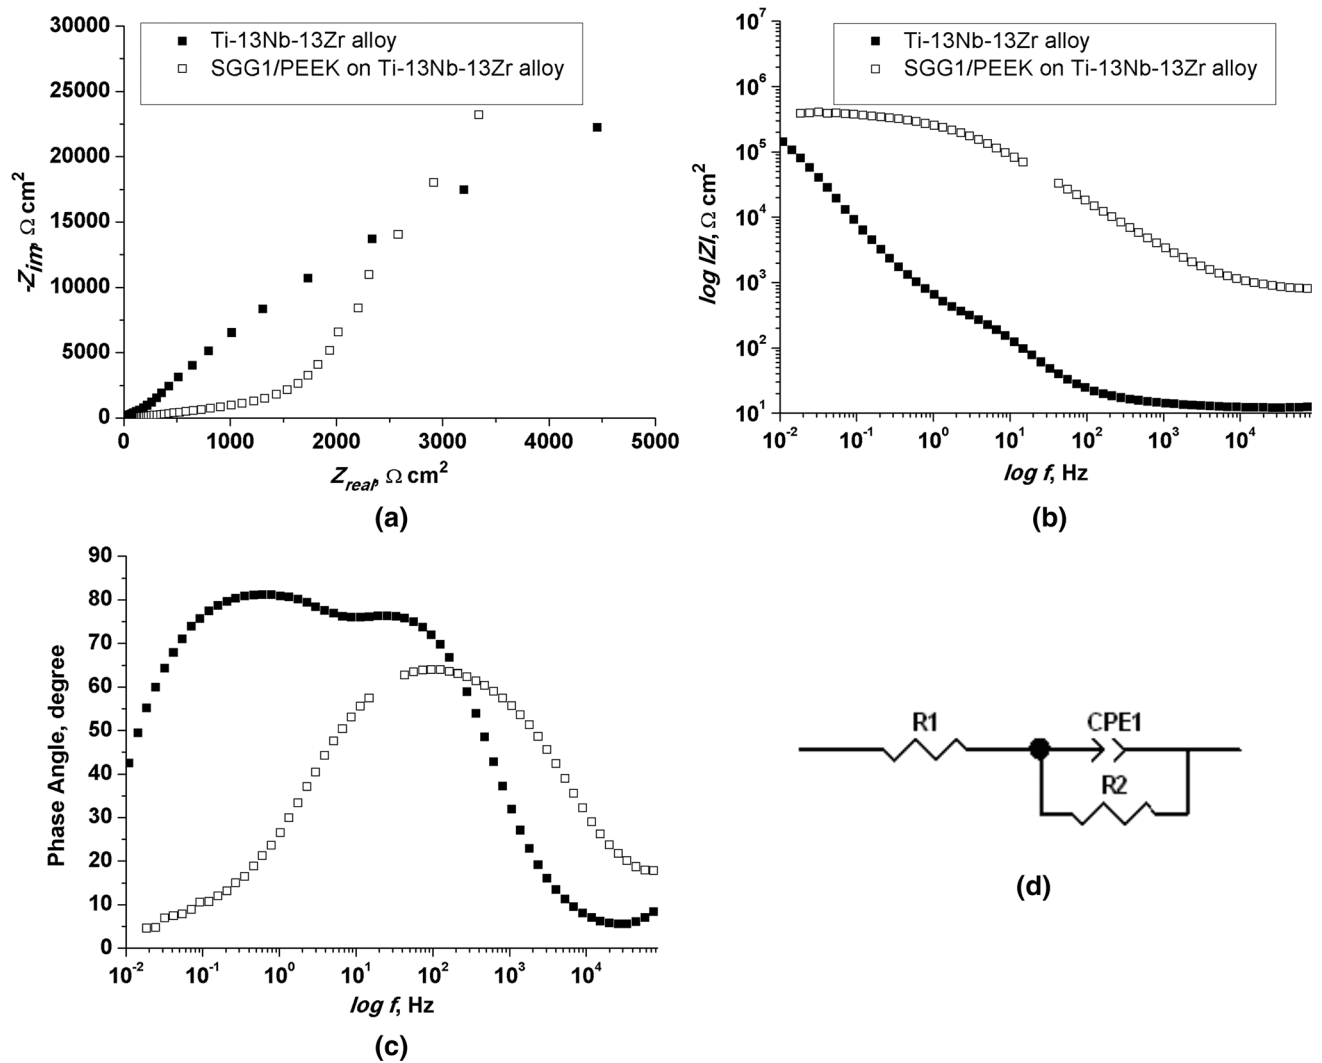 30000
25000
20000
15000
10000
5000
0
-Zim, Ω cm2
Ti-13Nb-13Zr alloy
SGG1/PEEK on Ti-13Nb-13Zr alloy
0 1000 2000 3000 4000 5000
Zreal, Ω cm2
(a)
10^7
10^6
10^5
10^4
10^3
10^2
10^1
log IZI, Ω cm2
Ti-13Nb-13Zr alloy
SGG1/PEEK on Ti-13Nb-13Zr alloy
10^-2 10^-1 10^0 10^1 10^2 10^3 10^4
log f, Hz
(b)
90
80
70
60
50
40
30
20
10
0
Phase Angle, degree
10^-2 10^-1 10^0 10^1 10^2 10^3 10^4
log f, Hz
(c)
R1 CPE1
R2
(d)